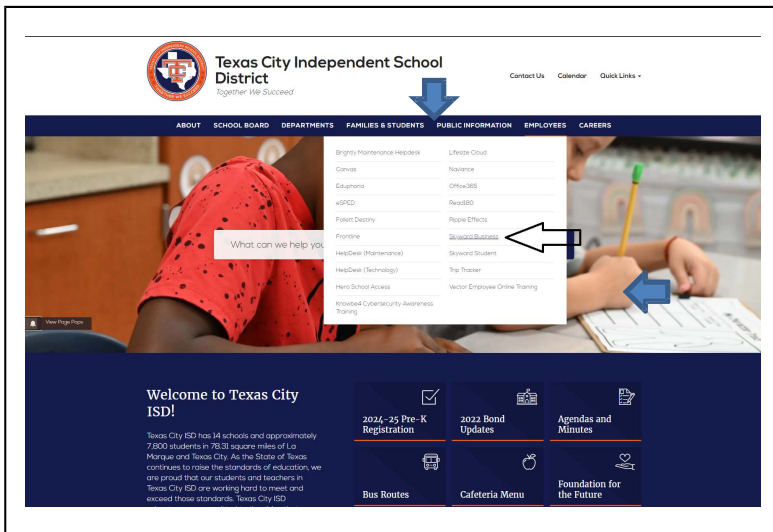 Texas City Independent School
District
Together We Succeed
Contact Us Calendar Quick Links
ABOUT SCHOOL BOARD DEPARTMENTS FAMILIES & STUDENTS PUBLIC INFORMATION EMPLOYEES CAREERS
Brightly Maintenance Helpdesk
Canvas
Eduphoria
eSPED
Follett Destiny
Frontline
HelpDesk (Maintenance)
HelpDesk (Technology)
Hero School Access
Knowbe4 Cybersecurity Awareness
Training
Lifesize Cloud
Naviance
Office365
Read180
Ripple Effects
Skyward Business
Skyward Student
Trip Tracker
Vector Employee Online Training
What can we help you
View Page Pops
Welcome to Texas City
ISD!
Texas City ISD has 14 schools and approximately
7,800 students in 78.31 square miles of La
Marque and Texas City. As the State of Texas
continues to raise the standards of education, we
are proud that our students and teachers in
Texas City ISD are working hard to meet and
exceed those standards. Texas City ISD
2024-25 Pre-K
Registration
2022 Bond
Updates
Agendas and
Minutes
Bus Routes
Cafeteria Menu
Foundation for
the Future